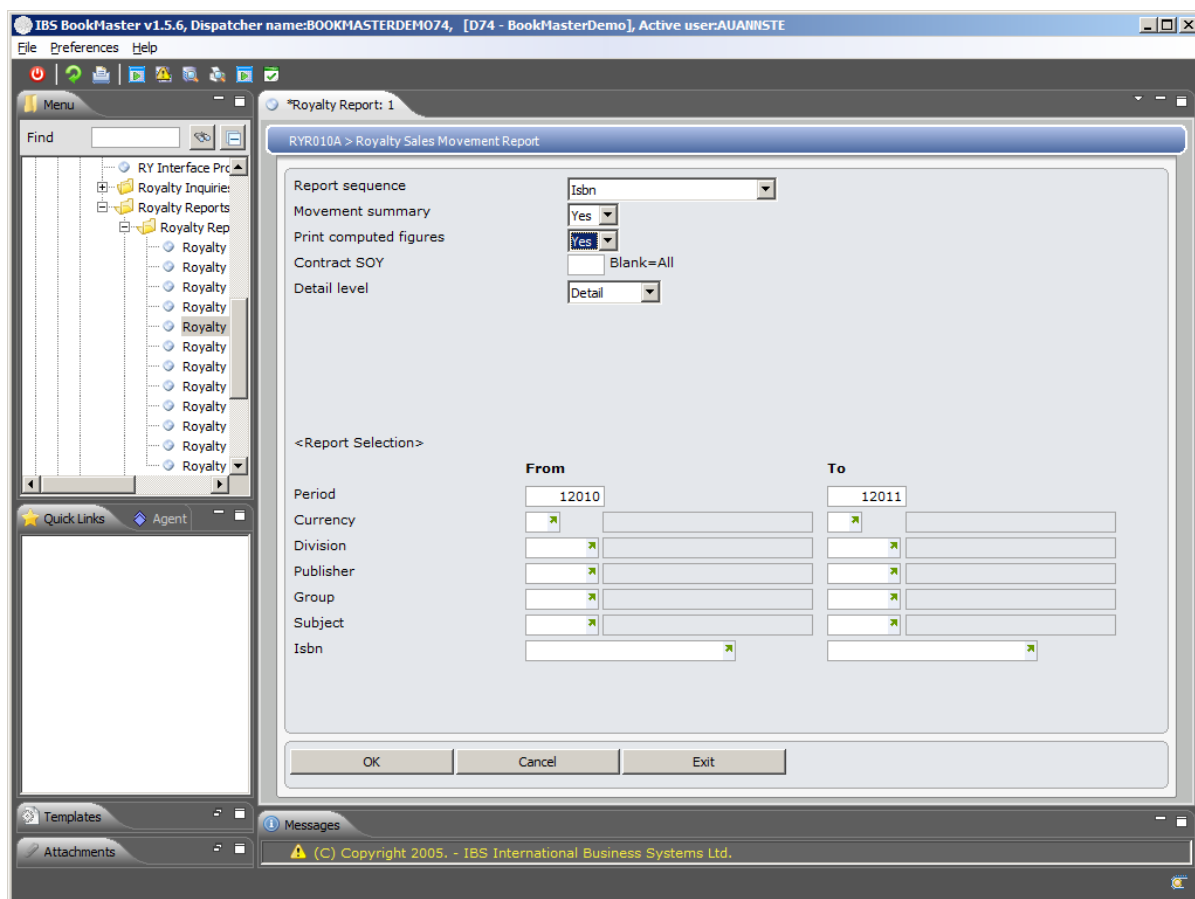 IBS BookMaster v1.5.6, Dispatcher name:BOOKMASTERDEMO74, [D74 - BookMasterDemo], Active user:AUANNSTE
File Preferences Help
Menu
Find
RY Interface Prc
Royalty Inquiries
Royalty Reports
Royalty Rep
Royalty
Royalty
Royalty
Royalty
Royalty
Royalty
Royalty
Royalty
Royalty
Royalty
Royalty
Royalty
Quick Links Agent
Templates
Attachments
*Royalty Report: 1
RYR010A > Royalty Sales Movement Report
Report sequence Isbn
Movement summary Yes
Print computed figures Yes
Contract SOY Blank=All
Detail level Detail
<Report Selection>
From To
Period 12010 12011
Currency
Division
Publisher
Group
Subject
Isbn
OK Cancel Exit
Messages
(C) Copyright 2005. - IBS International Business Systems Ltd.